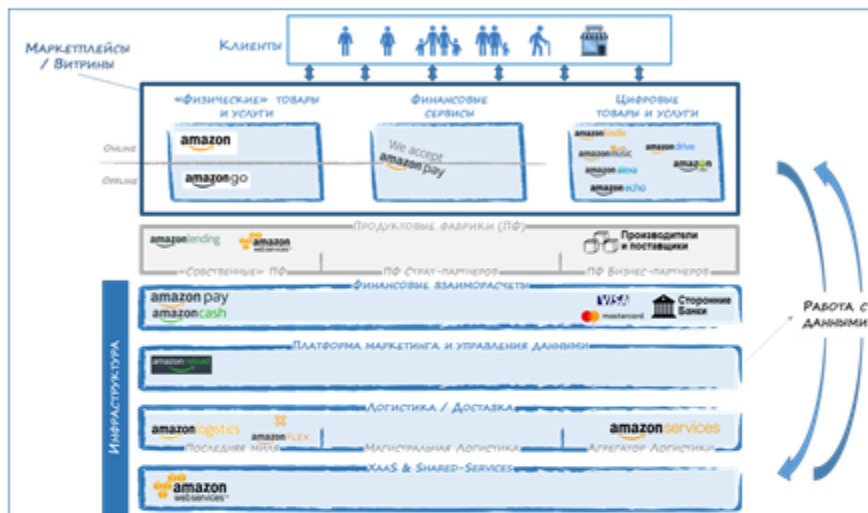 Клиенты
Маркетплейсы
/ Витрины
«Физические» товары
и услуги
Финансовые
сервисы
Цифровые
товары и услуги
Online
Offline
amazon
amazongo
We accept
amazon pay
amazonkindle
amazonmusic
amazondrive
amazonalexa
amazon
amazonecho
Продуктовые фабрики (ПФ)
amazonlending
amazon
webservices
Производители
и поставщики
«Собственные» ПФ
ПФ Страт-партнеров
ПФ Бизнес-партнеров
Финансовые взаиморасчеты
amazon pay
amazoncash
VISA
mastercard
Сторонние
Банки
Работа с
данными
Инфраструктура
Платформа маркетинга и управления данными
amazon
Логистика / Доставка
amazonlogistics
amazonFLEX
amazonservices
Последняя миля
Магистральная Логистика
Агрегатор Логистики
XaaS & Shared-Services
amazon
webservices™